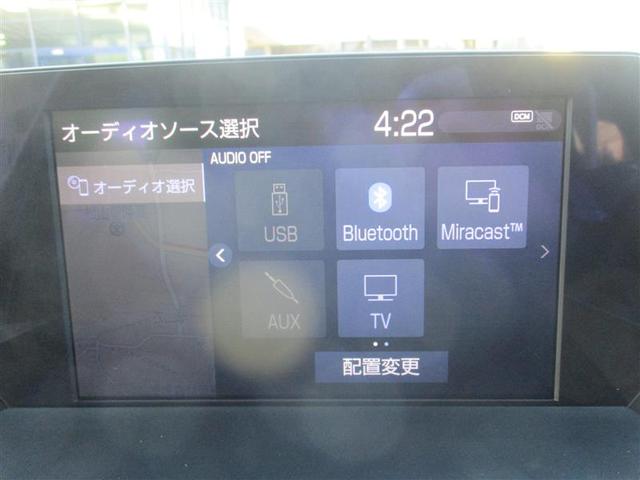 オーディオソース選択
4:22
DCM
AUDIO OFF
オーディオ選択
USB
Bluetooth
Miracast™
AUX
TV
配置変更